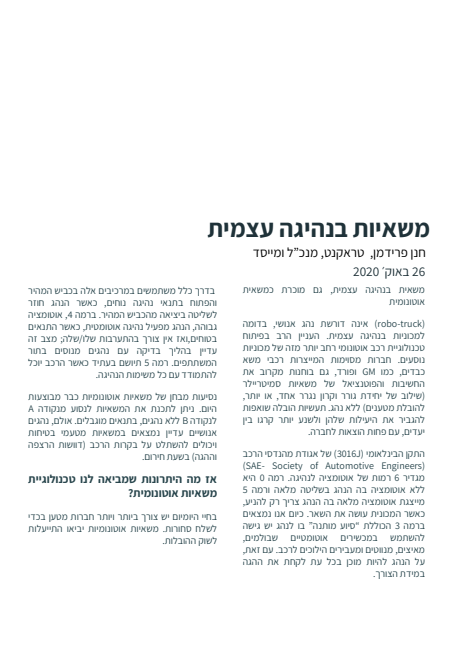 משאיות בנהיגה עצמית
חנן פרידמן, טראקנט, מנכ”ל ומייסד
26 באוק׳ 2020
משאית בנהיגה עצמית, גם מוכרת כמשאית
אוטונומית
(robo-truck) אינה דורשת נהג אנושי, בדומה
למכוניות בנהיגה עצמית. העניין הרב בפיתוח
טכנולוגיית רכב אוטונומי רחב יותר מזה של מכוניות
נוסעים. חברות מסוימות המייצרות רכבי משא
כבדים, כמו GM ופורד, גם בוחנות מקרוב את
החשיבות והפוטנציאל של משאיות סמיטריילר
(שילוב של יחידת גורר וקרון נגרר אחד, או יותר,
להובלת מטענים) ללא נהג. תעשיות הובלה שואפות
להגביר את היעילות שלהן ולשנע יותר קרגו בין
יעדים, עם פחות הוצאות לחברה.
התקן הבינלאומי (3016J) של אגודת מהנדסי הרכב
(SAE- Society of Automotive Engineers)
מגדיר 6 רמות של אוטומציה לנהיגה. רמה 0 היא
ללא אוטומציה בה הנהג בשליטה מלאה ורמה 5
מייצגת אוטומציה מלאה בה הנהג צריך רק להניע,
כאשר המכונית עושה את השאר. כיום אנו נמצאים
ברמה 3 הכוללת “סיוע מותנה” בו לנהג יש גישה
להשתמש במכשירים אוטומטיים שבולמים,
מאיצים, מנווטים ומעבירים הילוכים לרכב. עם זאת,
על הנהג להיות מוכן בכל עת לקחת את ההגה
במידת הצורך.
בדרך כלל משתמשים במרכיבים אלה בכביש המהיר
והפתוח בתנאי נהיגה נוחים, כאשר הנהג חוזר
לשליטה ביציאה מהכביש המהיר. ברמה 4, אוטומציה
גבוהה, הנהג מפעיל נהיגה אוטומטית, כאשר התנאים
בטוחים,ואז אין צורך בהתערבות שלו/שלה; מצב זה
עדיין בהליך בדיקה עם נהגים מנוסים בתור
המשתתפים. רמה 5 תיושם בעתיד כאשר הרכב יוכל
להתמודד עם כל משימות הנהיגה.
נסיעות מבחן של משאיות אוטונומיות כבר מבוצעות
היום. ניתן לתכנת את המשאיות לנסוע מנקודה A
לנקודה B ללא נהגים, בתנאים מוגבלים. אולם, נהגים
אנושיים עדיין נמצאים במשאיות מטעמי בטיחות
ויכולים להשתלט על בקרות הרכב (דוושות הרצפה
וההגה) בשעת חירום.
אז מה היתרונות שמביאה לנו טכנולוגיית
משאיות אוטונומית?
בחיי היומיום יש צורך ביותר ויותר חברות מטען בכדי
לשלח סחורות. משאיות אוטונומיות יביאו התייעלות
לשוק ההובלות.